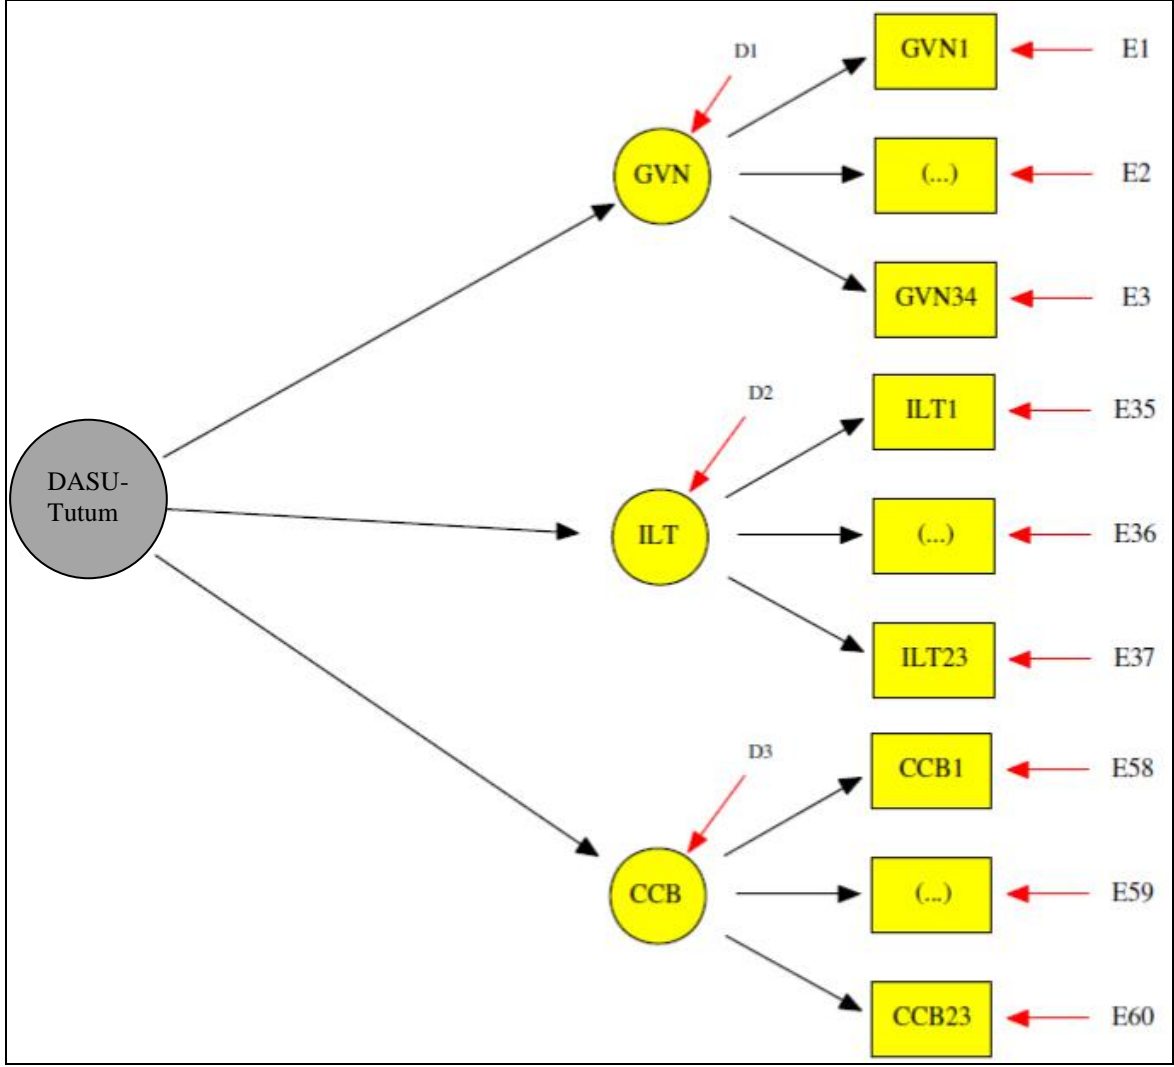 D1
GVN
GVN1
E1
(...)
E2
GVN34
E3
DASU-
Tutum
D2
ILT
ILT1
E35
(...)
E36
ILT23
E37
D3
CCB
CCB1
E58
(...)
E59
CCB23
E60